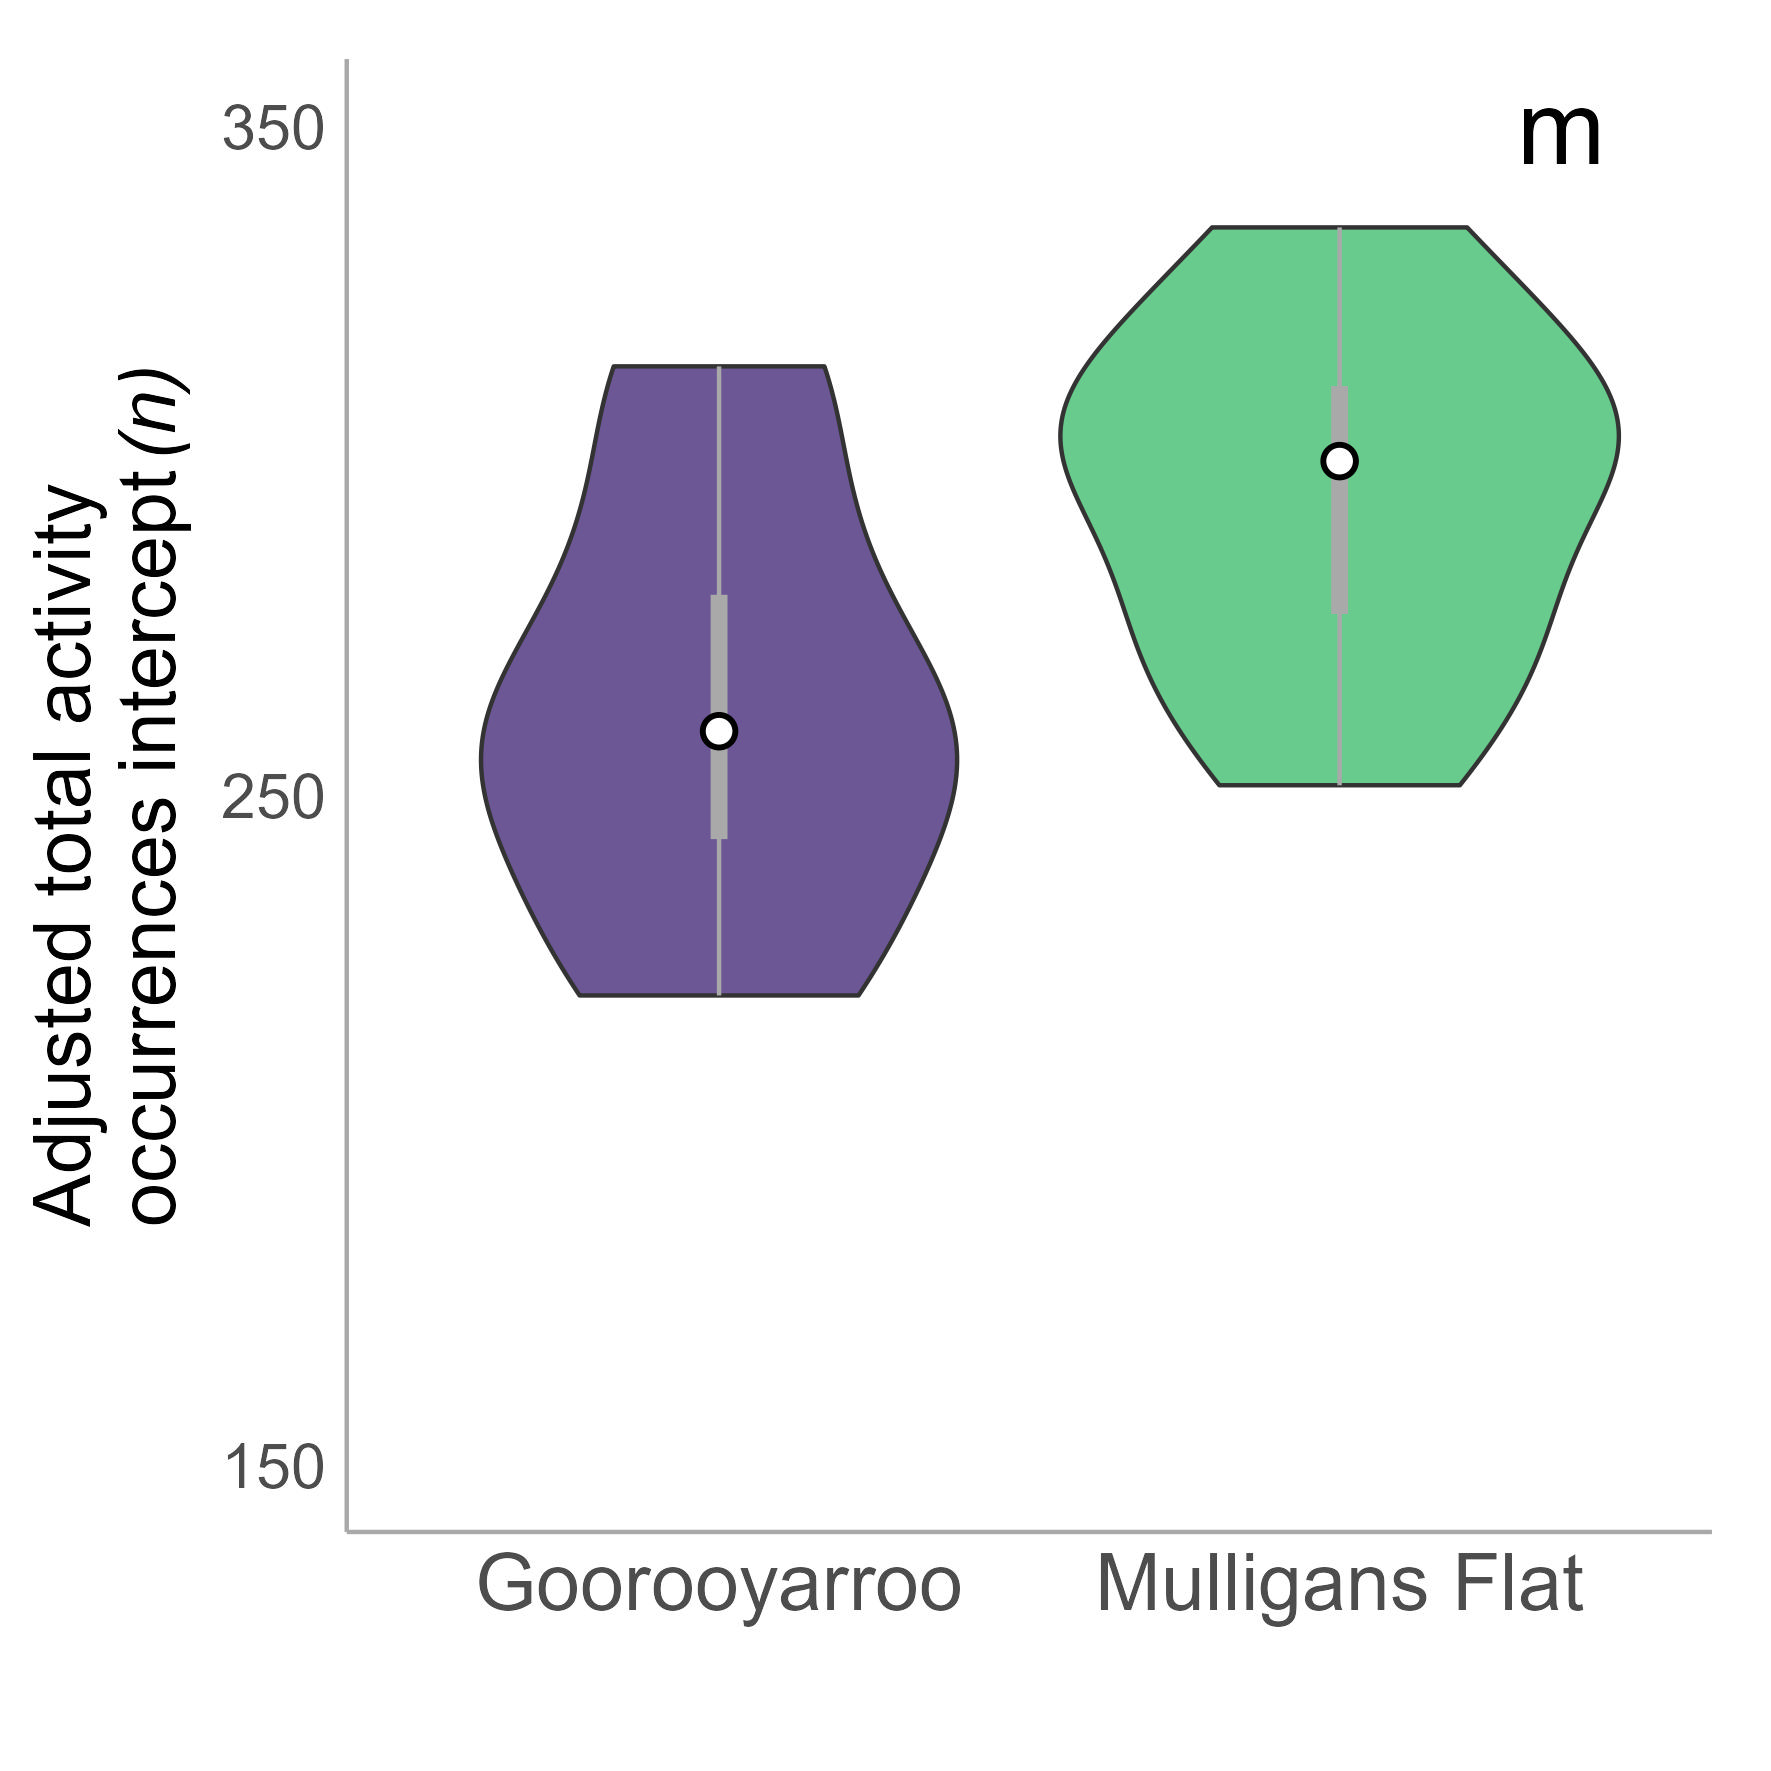 m
350
250
150
Adjusted total activity
occurrences intercept (n)
Goorooyarroo
Mulligans Flat